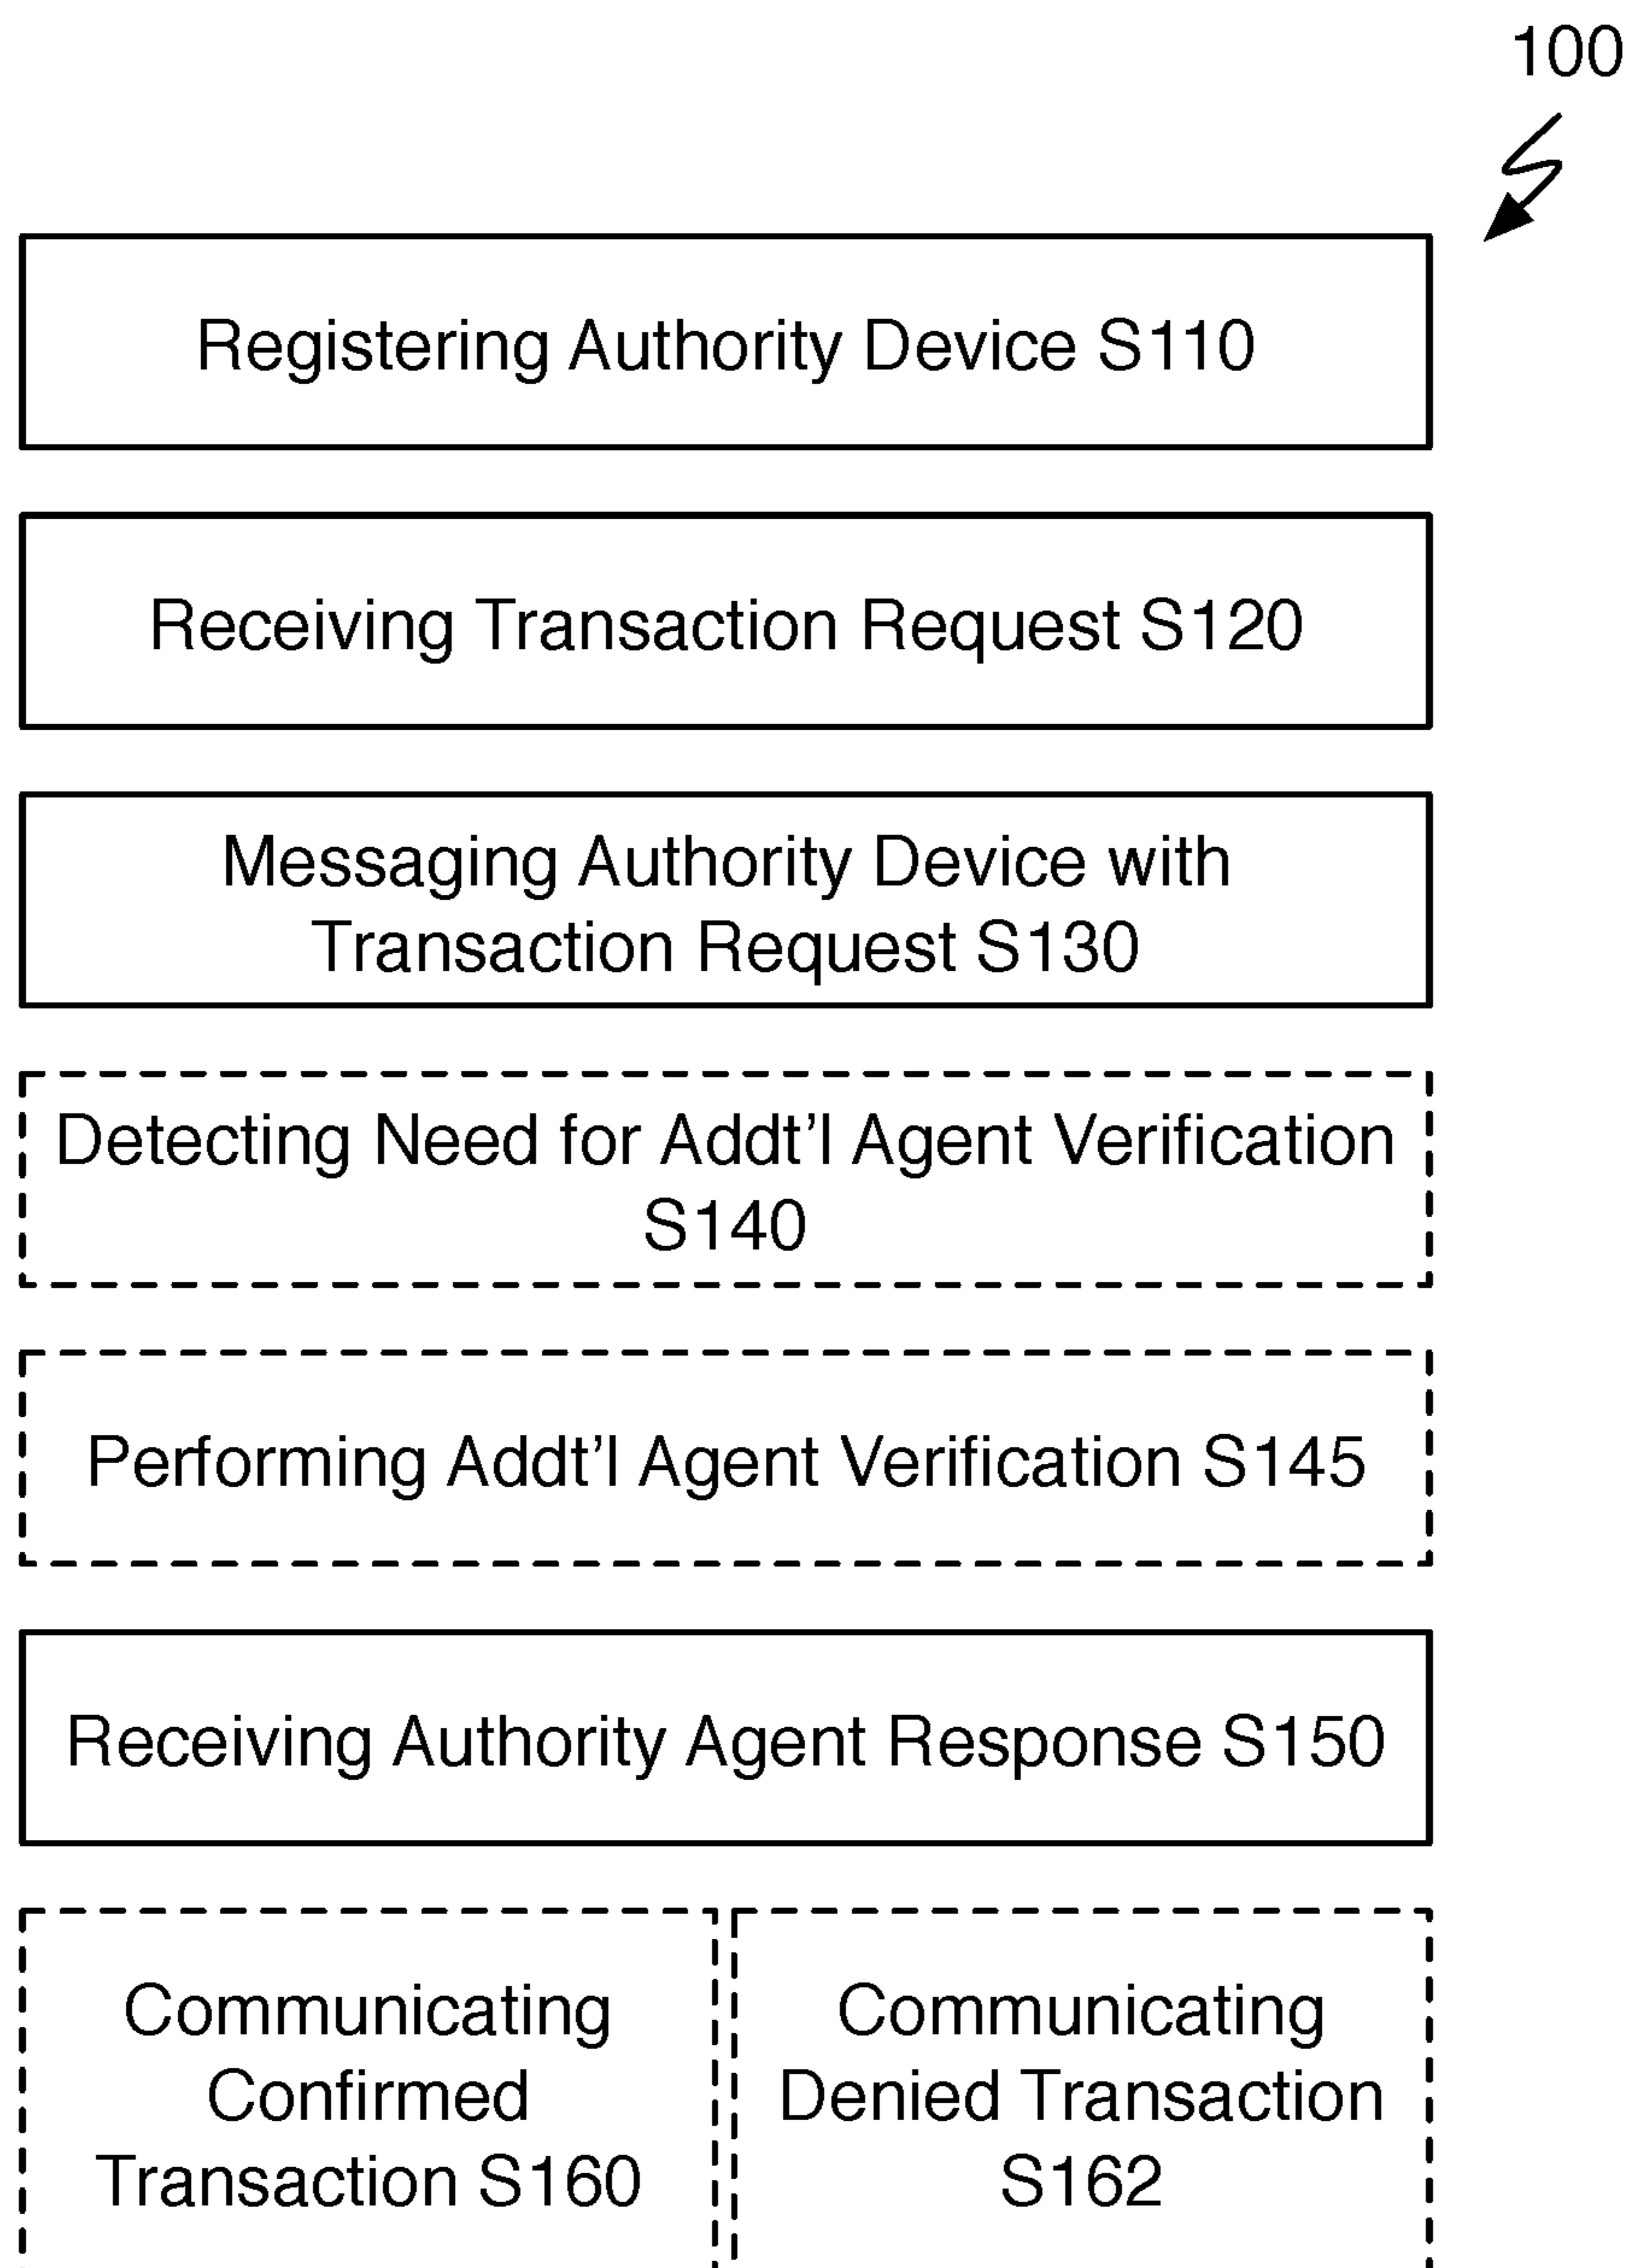 100
Registering Authority Device S110
Receiving Transaction Request S120
Messaging Authority Device with
Transaction Request S130
Detecting Need for Addt'l Agent Verification
S140
Performing Addt'l Agent Verification S145
Receiving Authority Agent Response S150
Communicating
Confirmed
Transaction S160
Communicating
Denied Transaction
S162